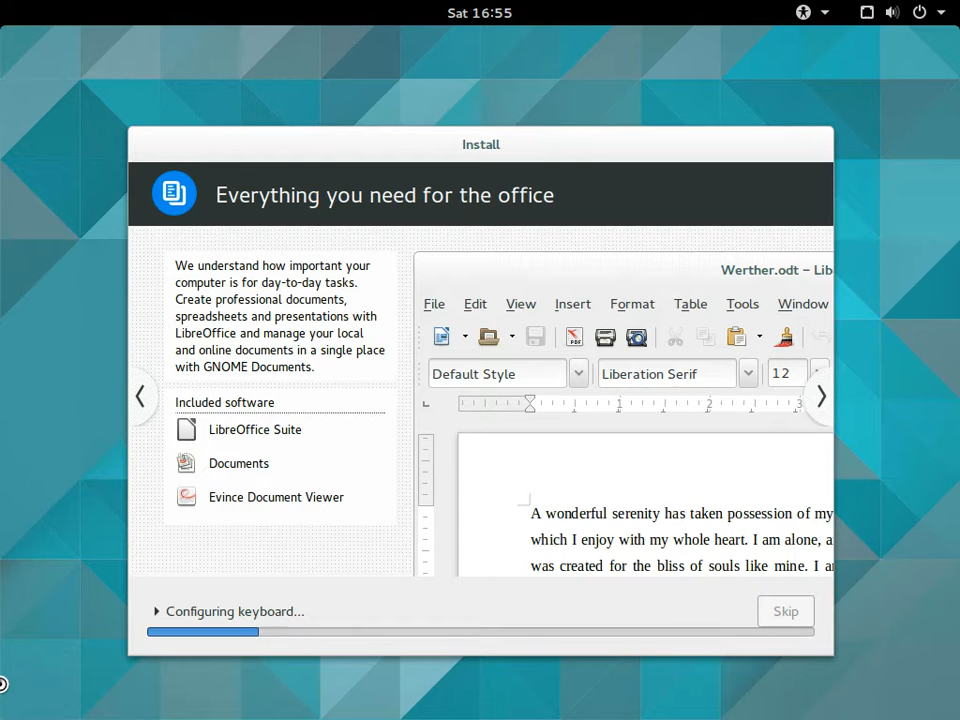 Sat 16:55
Install
Everything you need for the office
We understand how important your
computer is for day-to-day tasks.
Create professional documents,
spreadsheets and presentations with
LibreOffice and manage your local
and online documents in a single place
with GNOME Documents.
Included software
LibreOffice Suite
Documents
Evince Document Viewer
Werther.odt – Lib
File Edit View Insert Format Table Tools Window
PDF
Default Style Liberation Serif 12
1 2 3
A wonderful serenity has taken possession of my
which I enjoy with my whole heart. I am alone, a
was created for the bliss of souls like mine. I a
Configuring keyboard...
Skip